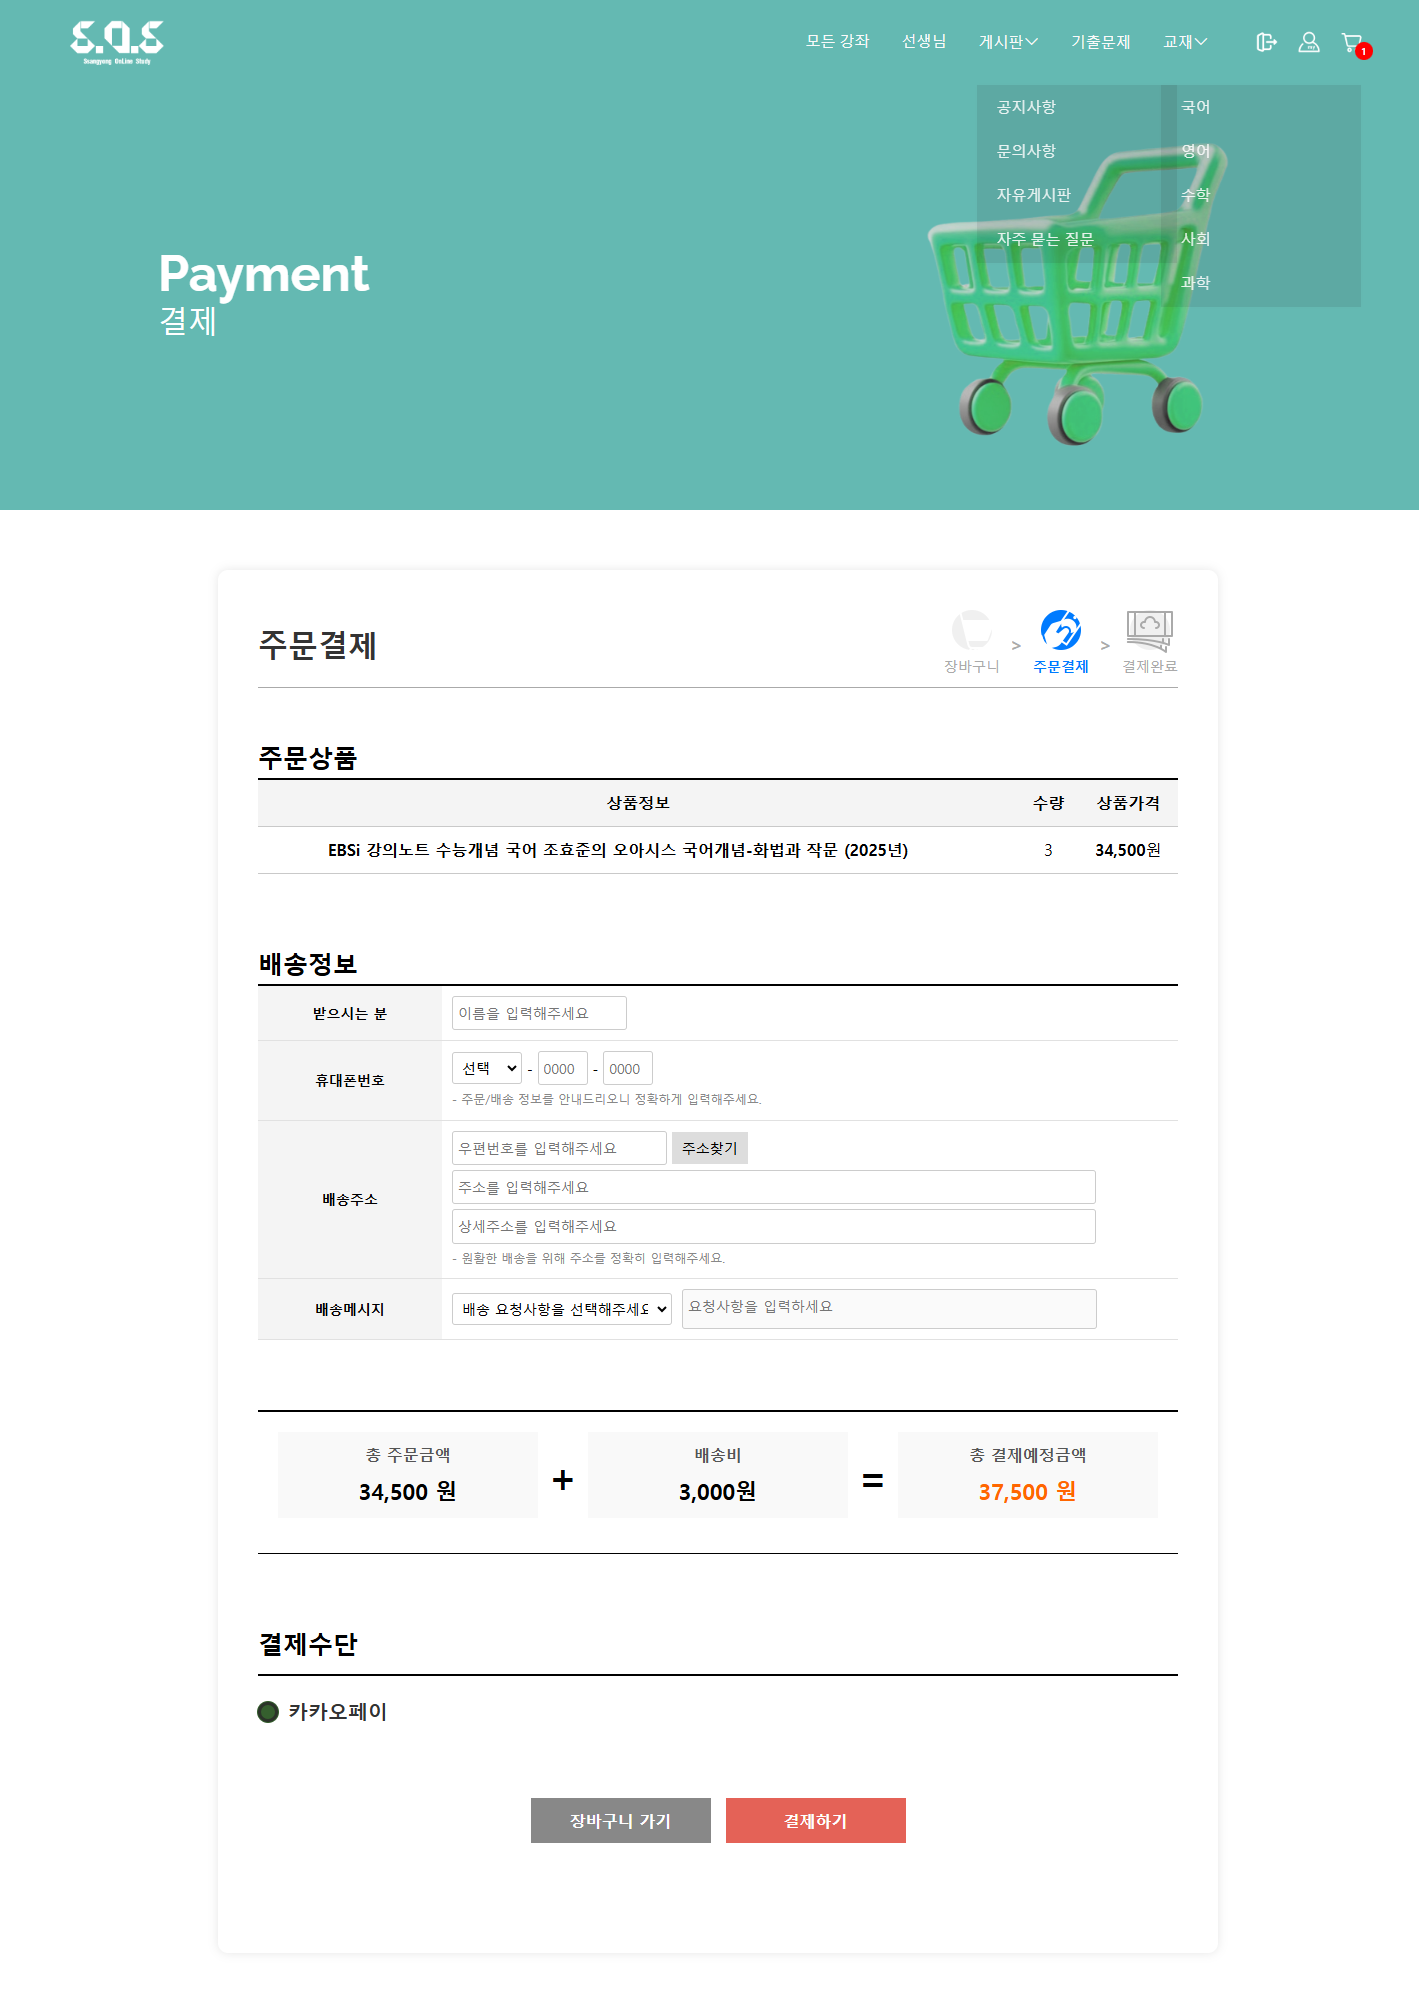 S.O.S
Ssangyong OnLine Study
모든 강좌
선생님
게시판
기출문제
교재
1
공지사항
문의사항
자유게시판
자주 묻는 질문
국어
영어
수학
사회
과학
Payment
결제
주문결제
장바구니
>
주문결제
>
결제완료
주문상품
상품정보 수량 상품가격
EBSi 강의노트 수능개념 국어 조효준의 오아시스 국어개념-화법과 작문 (2025년) 3 34,500원
배송정보
받으시는 분 이름을 입력해주세요
휴대폰번호 선택 - 0000 - 0000
- 주문/배송 정보를 안내드리오니 정확하게 입력해주세요.
배송주소 우편번호를 입력해주세요 주소찾기
주소를 입력해주세요
상세주소를 입력해주세요
- 원활한 배송을 위해 주소를 정확히 입력해주세요.
배송메시지 배송 요청사항을 선택해주세요 요청사항을 입력하세요
총 주문금액
34,500 원
+
배송비
3,000원
=
총 결제예정금액
37,500 원
결제수단
카카오페이
장바구니 가기
결제하기